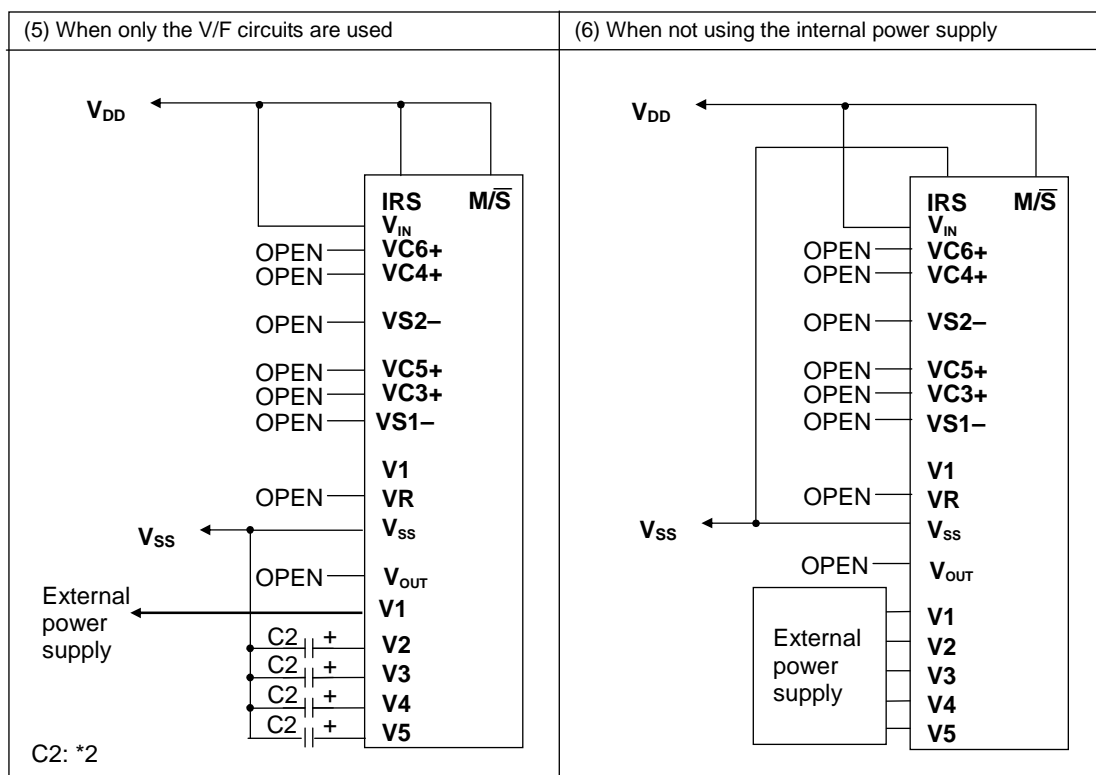 (5) When only the V/F circuits are used
VDD
IRS M/S̅
VIN
OPEN VC6+
OPEN VC4+
OPEN VS2–
OPEN VC5+
OPEN VC3+
OPEN VS1–
V1
OPEN VR
VSS VSS
OPEN VOUT
External power supply V1
C2 + V2
C2 + V3
C2 + V4
C2 + V5
C2: *2
(6) When not using the internal power supply
VDD
IRS M/S̅
VIN
OPEN VC6+
OPEN VC4+
OPEN VS2–
OPEN VC5+
OPEN VC3+
OPEN VS1–
V1
OPEN VR
VSS VSS
OPEN VOUT
V1
External V2
power V3
supply V4
V5